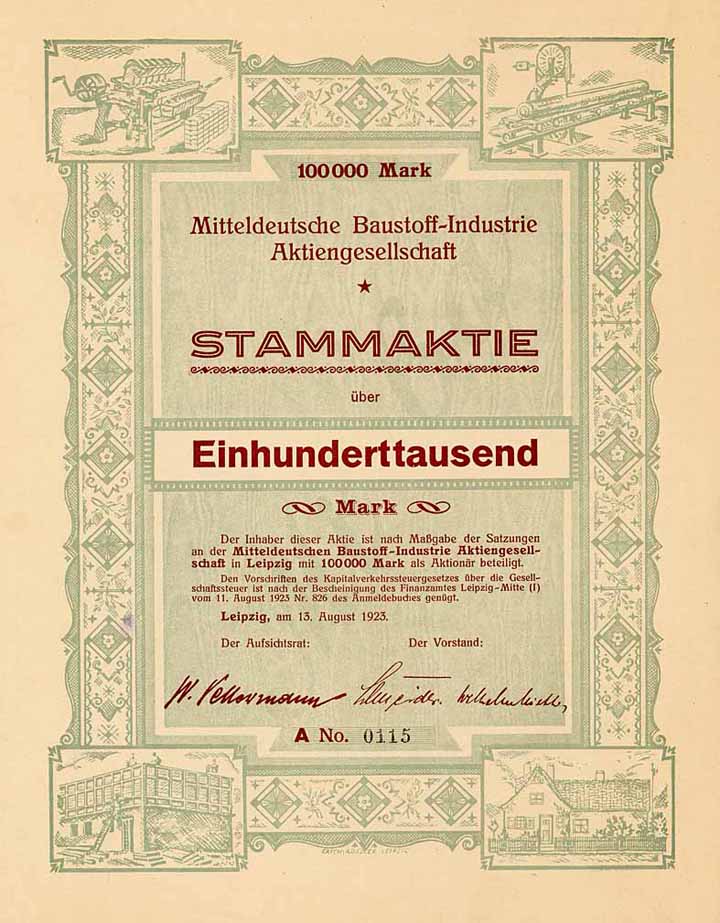 100000 Mark
Mitteldeutsche Baustoff-Industrie
Aktiengesellschaft
STAMMAKTIE
über
Einhunderttausend
Mark
Der Inhaber dieser Aktie ist nach Maßgabe der Satzungen
an der Mitteldeutschen Baustoff-Industrie Aktiengesell-
schaft in Leipzig mit 100000 Mark als Aktionär beteiligt.
Den Vorschriften des Kapitalverkehrssteuergesetzes über die Gesell-
schaftssteuer ist nach der Bescheinigung des Finanzamtes Leipzig-Mitte (I)
vom 11. August 1923 Nr. 826 des Anmeldebuches genügt.
Leipzig, am 13. August 1923.
Der Aufsichtsrat: Der Vorstand:
A No. 0115